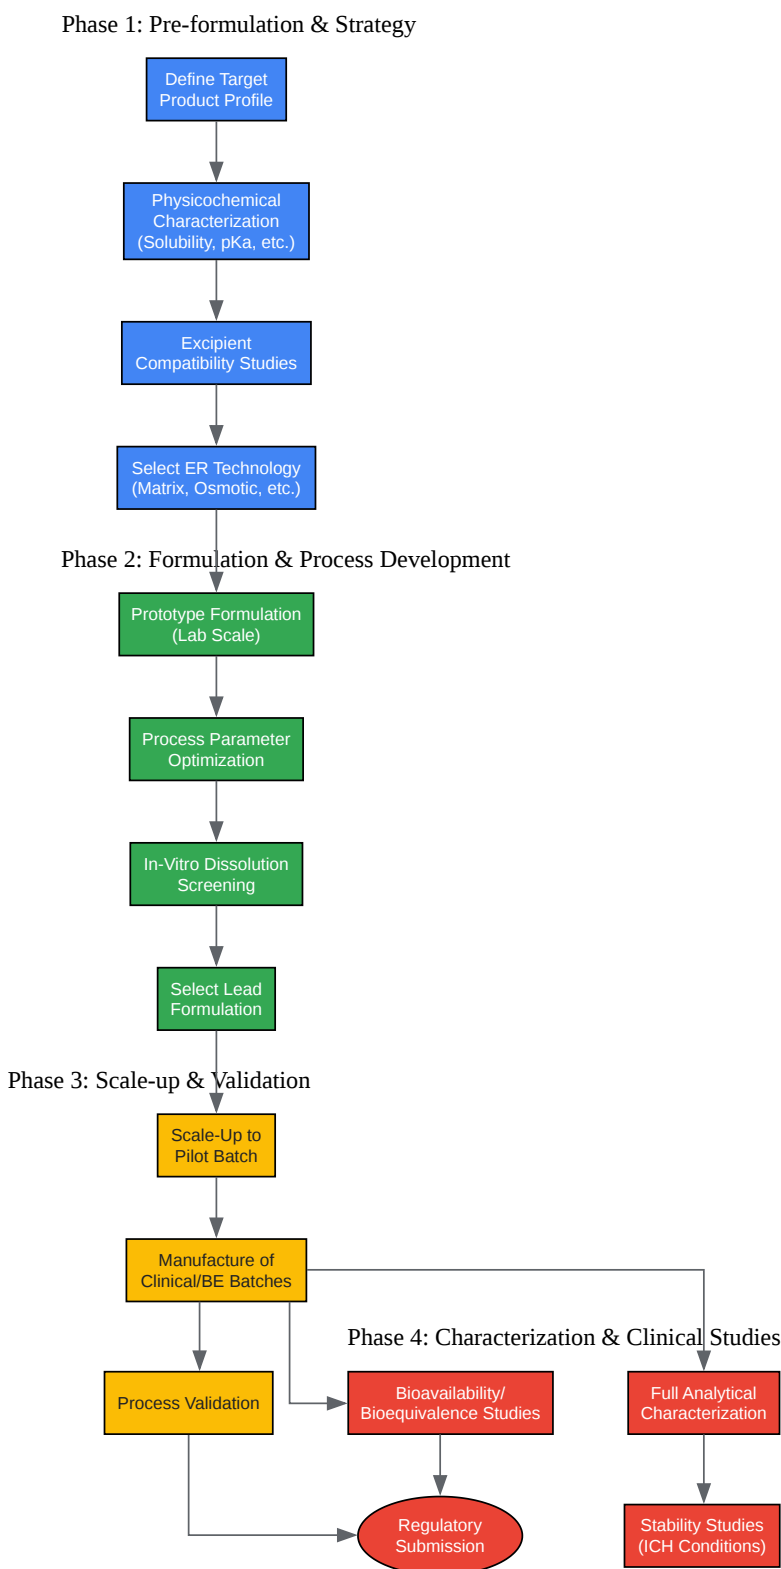 Phase 1: Pre-formulation & Strategy
Define Target
Product Profile
Physicochemical
Characterization
(Solubility, pKa, etc.)
Excipient
Compatibility Studies
Select ER Technology
(Matrix, Osmotic, etc.)
Phase 2: Formulation & Process Development
Prototype Formulation
(Lab Scale)
Process Parameter
Optimization
In-Vitro Dissolution
Screening
Select Lead
Formulation
Phase 3: Scale-up & Validation
Scale-Up to
Pilot Batch
Manufacture of
Clinical/BE Batches
Phase 4: Characterization & Clinical Studies
Process Validation
Bioavailability/
Bioequivalence Studies
Full Analytical
Characterization
Regulatory
Submission
Stability Studies
(ICH Conditions)